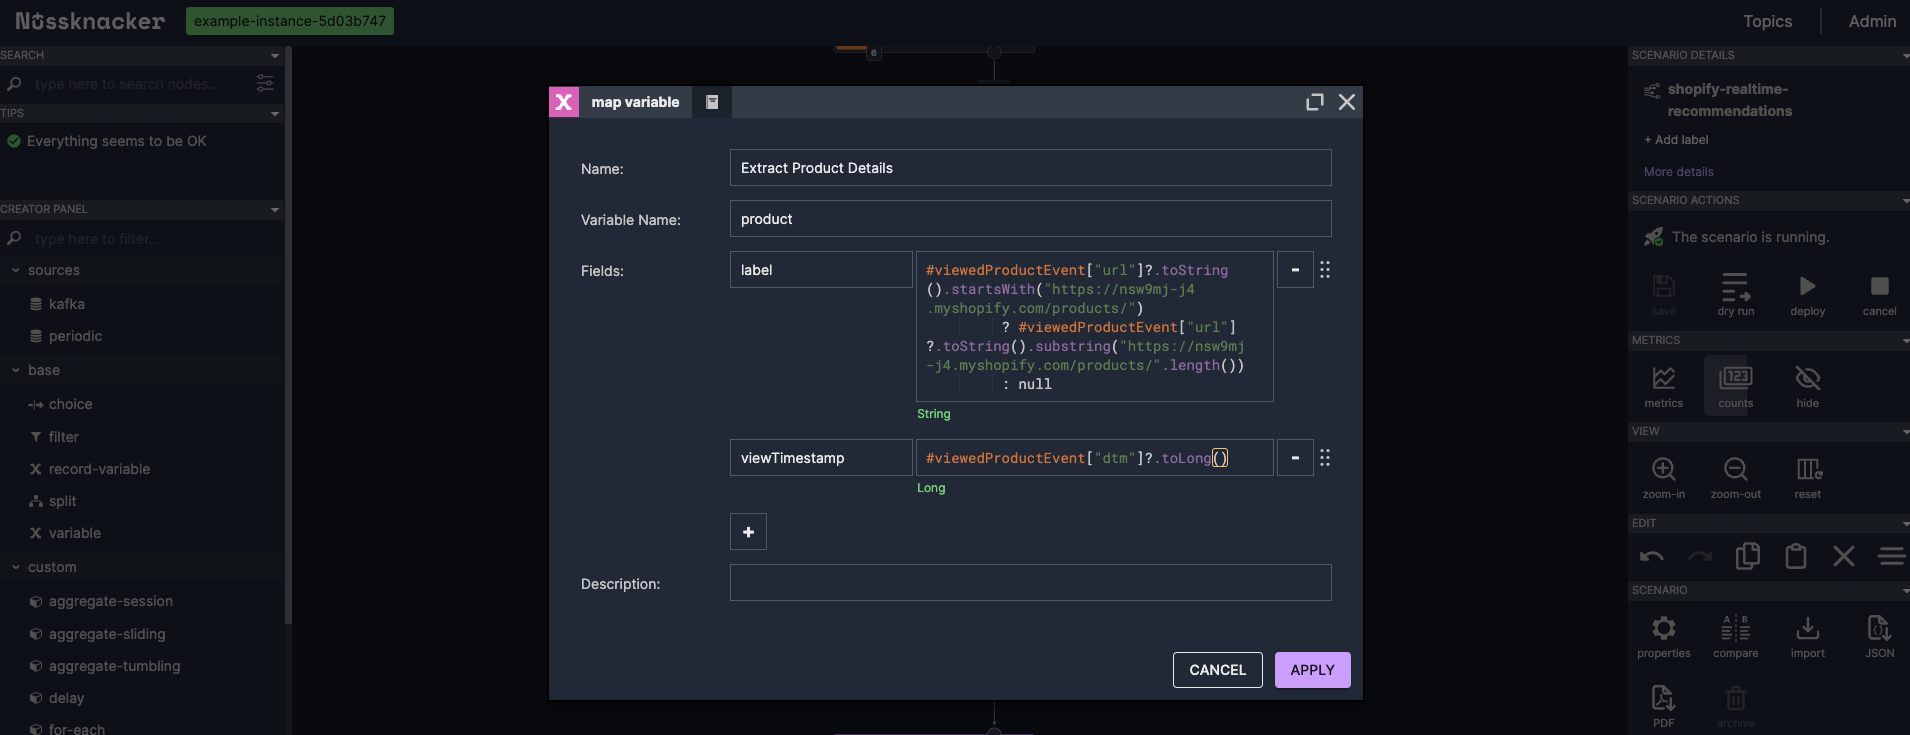 Nussknacker
example-instance-5d03b747
Topics
Admin
SEARCH
type here to search nodes...
TIPS
Everything seems to be OK
CREATOR PANEL
type here to filter...
sources
kafka
periodic
base
choice
filter
record-variable
split
variable
custom
aggregate-session
aggregate-sliding
aggregate-tumbling
delay
for-each
6
map variable
Name:
Extract Product Details
Variable Name:
product
Fields:
label
#viewedProductEvent["url"]?.toString
().startsWith("https://nsw9mj-j4
.myshopify.com/products/")
? #viewedProductEvent["url"]
?.toString().substring("https://nsw9mj
-j4.myshopify.com/products/".length())
: null
-
String
viewTimestamp
#viewedProductEvent["dtm"]?.toLong()
-
Long
+
Description:
CANCEL
APPLY
SCENARIO DETAILS
shopify-realtime-
recommendations
+ Add label
More details
SCENARIO ACTIONS
The scenario is running.
save
dry run
deploy
cancel
METRICS
123
metrics
counts
hide
VIEW
zoom-in
zoom-out
reset
EDIT
SCENARIO
A B
properties
compare
import
JSON
PDF
archive